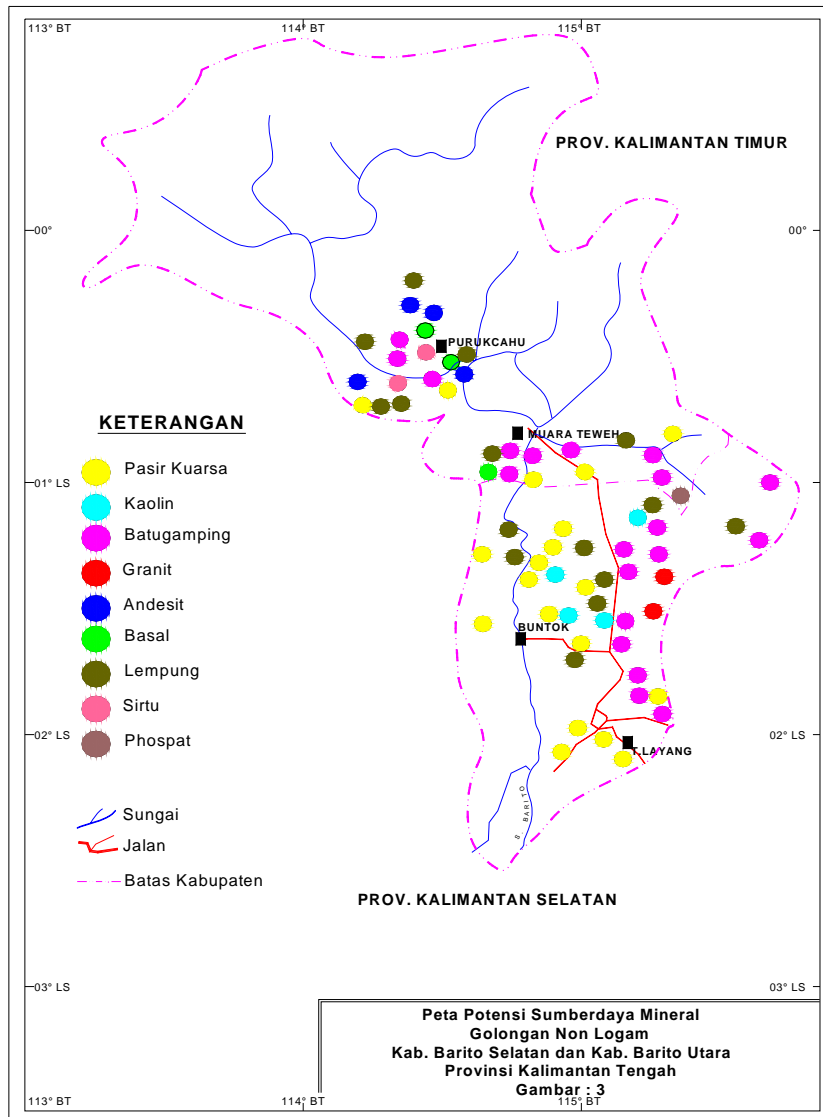 113° BT
114° BT
115° BT
PROV. KALIMANTAN TIMUR
00°
00°
PURUKCAHU
KETERANGAN
MUARA TEWEH
Pasir Kuarsa
01° LS
01° LS
Kaolin
Batugamping
Granit
Andesit
BUNTOK
Basal
Lempung
Sirtu
02° LS
02° LS
Phospat
T.LAYANG
S. BARITO
Sungai
Jalan
Batas Kabupaten
PROV. KALIMANTAN SELATAN
03° LS
03° LS
Peta Potensi Sumberdaya Mineral
Golongan Non Logam
Kab. Barito Selatan dan Kab. Barito Utara
Provinsi Kalimantan Tengah
Gambar : 3
113° BT
114° BT
115° BT